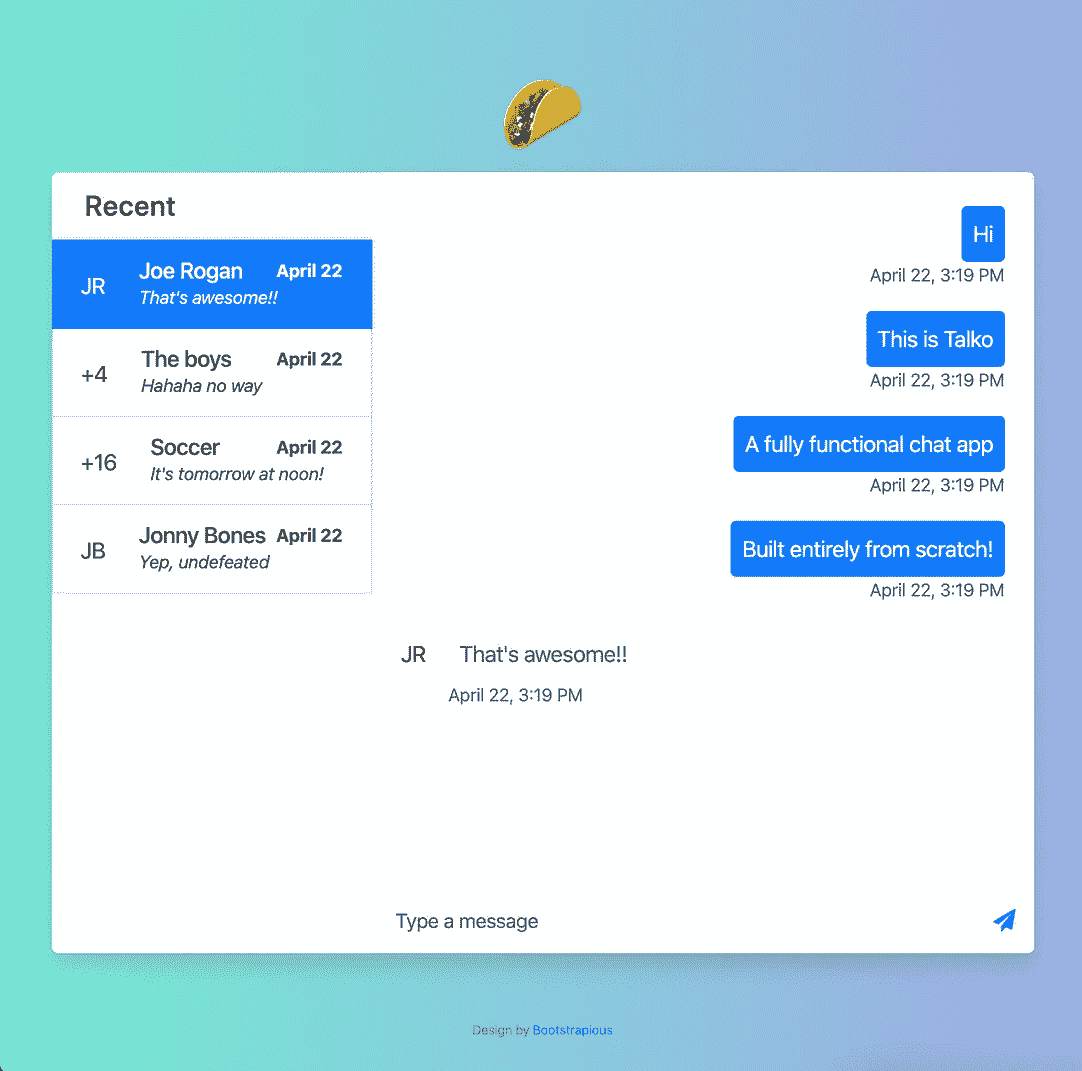 Recent
JR
Joe Rogan April 22
That's awesome!!
+4
The boys April 22
Hahaha no way
+16
Soccer April 22
It's tomorrow at noon!
JB
Jonny Bones April 22
Yep, undefeated
Hi
April 22, 3:19 PM
This is Talko
April 22, 3:19 PM
A fully functional chat app
April 22, 3:19 PM
Built entirely from scratch!
April 22, 3:19 PM
JR That's awesome!!
April 22, 3:19 PM
Type a message
Design by Bootstrapious